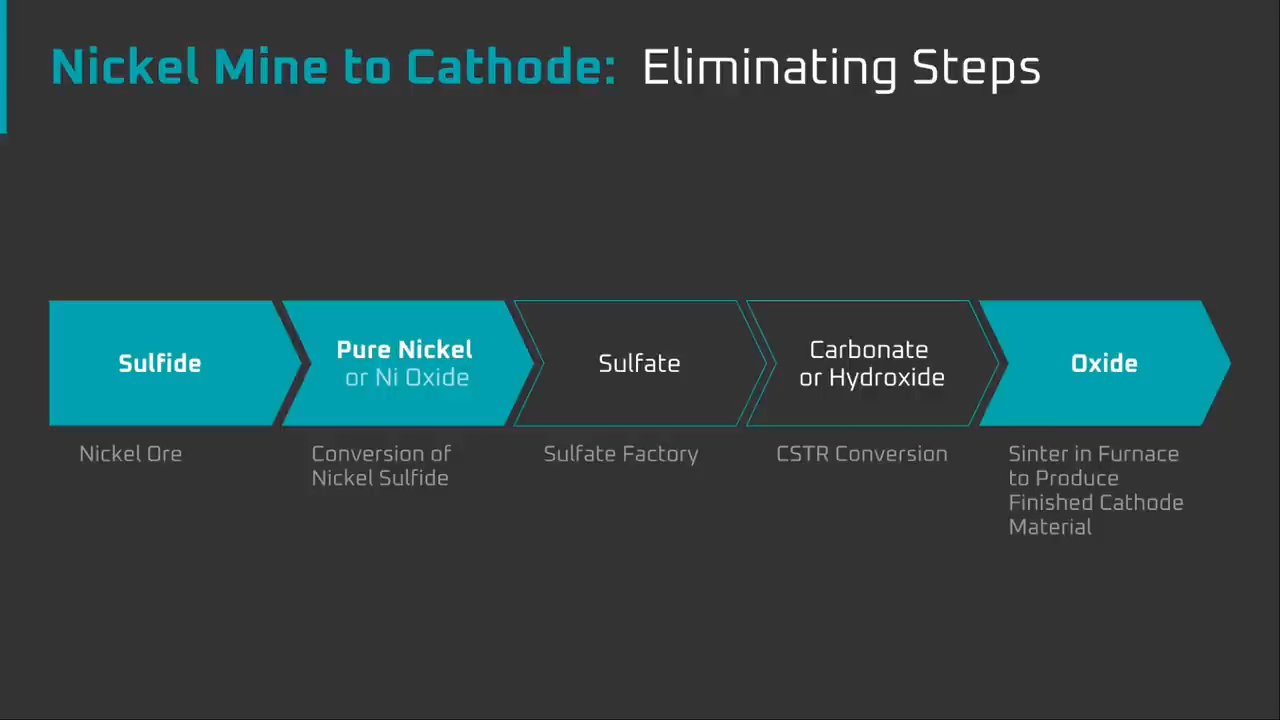 Nickel Mine to Cathode: Eliminating Steps
Sulfide
Nickel Ore
Pure Nickel
or Ni Oxide
Conversion of
Nickel Sulfide
Sulfate
Sulfate Factory
Carbonate
or Hydroxide
CSTR Conversion
Oxide
Sinter in Furnace
to Produce
Finished Cathode
Material